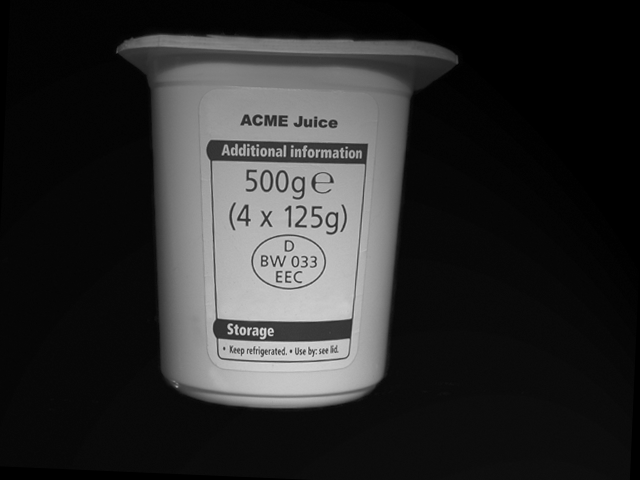 ACME Juice
Additional information
500g℮
(4 x 125g)
D
BW 033
EEC
Storage
• Keep refrigerated. • Use by: see lid.